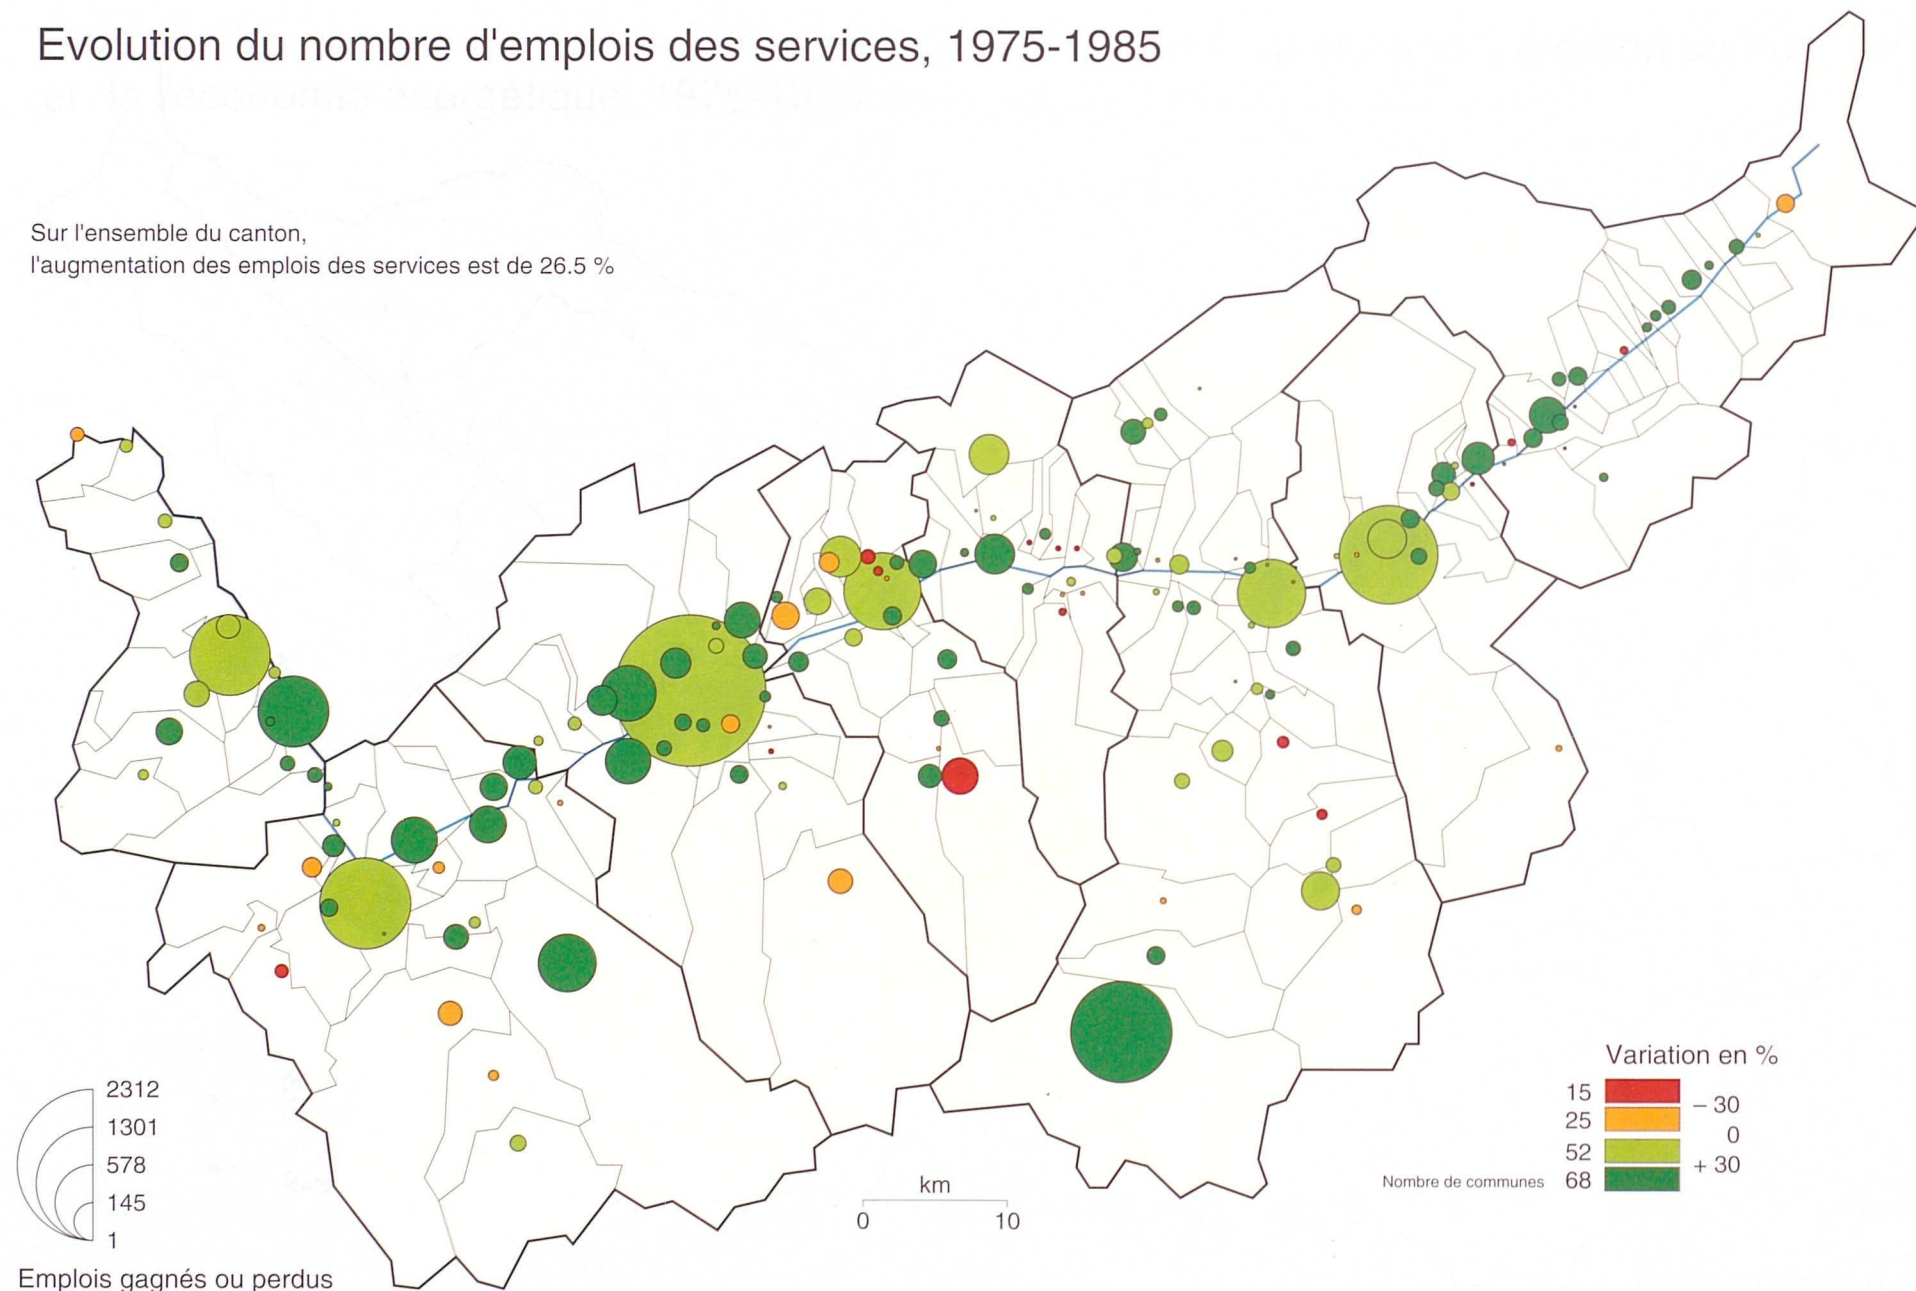 Evolution du nombre d'emplois des services, 1975-1985
Sur l'ensemble du canton,
l'augmentation des emplois des services est de 26.5 %
2312
1301
578
145
1
Emplois gagnés ou perdus
km
0 10
Variation en %
15
– 30
25
0
52
+ 30
Nombre de communes 68